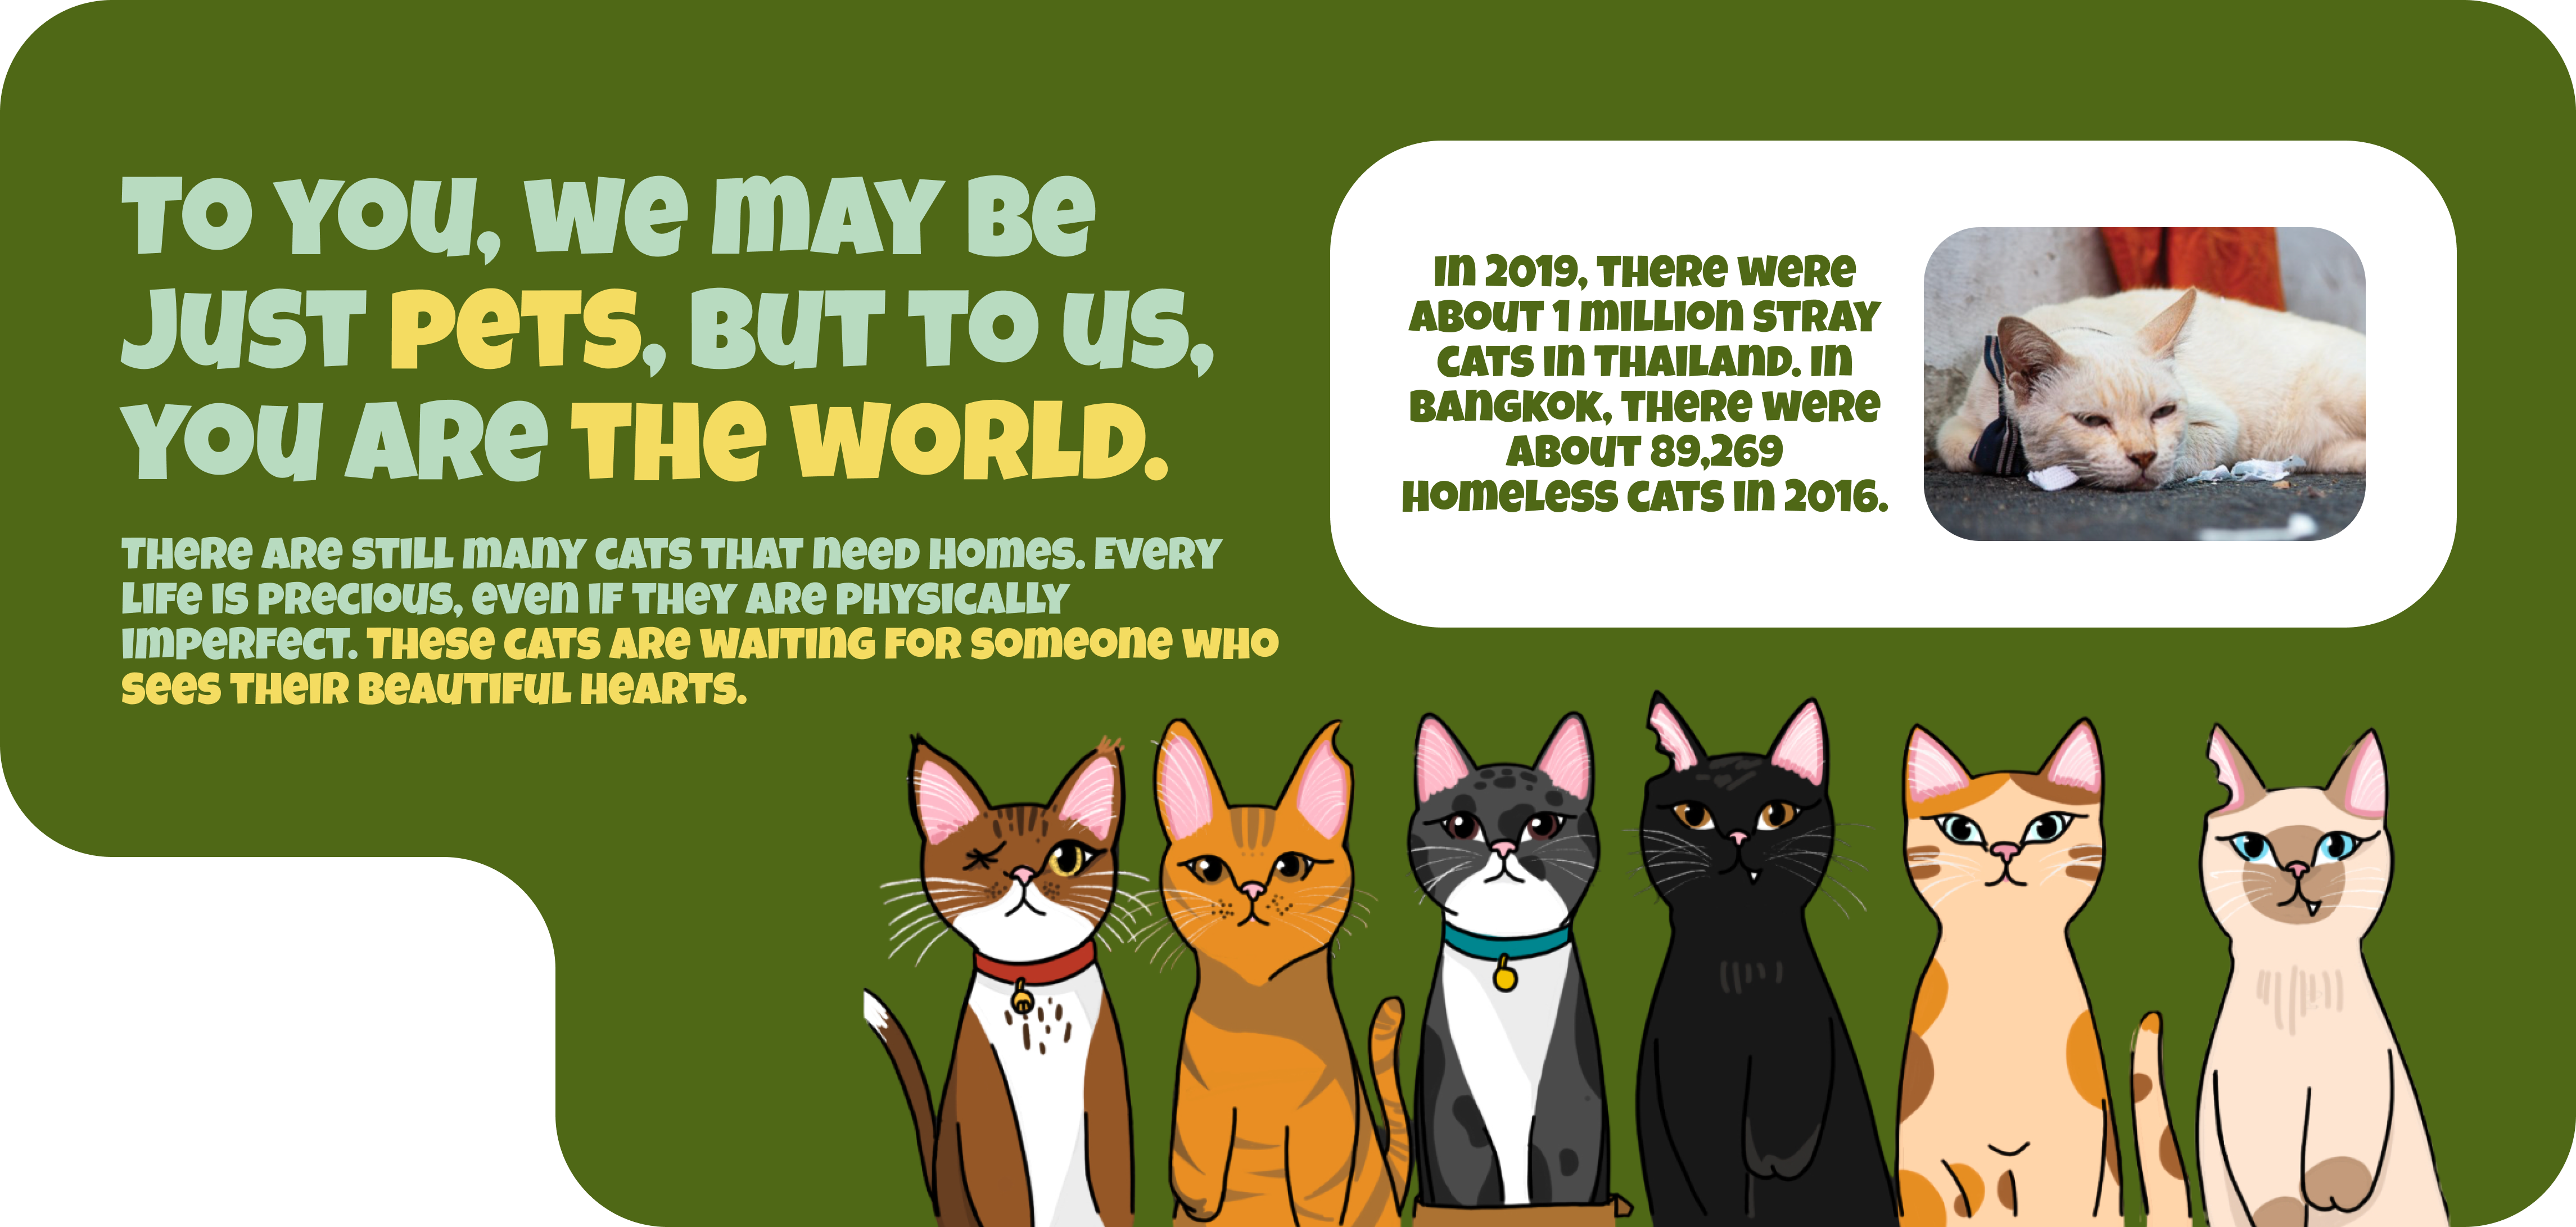 TO YOU, WE MAY BE
JUST PETS, BUT TO US,
YOU ARE THE WORLD.
THERE ARE STILL MANY CATS THAT NEED HOMES. EVERY
LIFE IS PRECIOUS, EVEN IF THEY ARE PHYSICALLY
IMPERFECT. THESE CATS ARE WAITING FOR SOMEONE WHO
SEES THEIR BEAUTIFUL HEARTS.
IN 2019, THERE WERE
ABOUT 1 MILLION STRAY
CATS IN THAILAND. IN
BANGKOK, THERE WERE
ABOUT 89,269
HOMELESS CATS IN 2016.